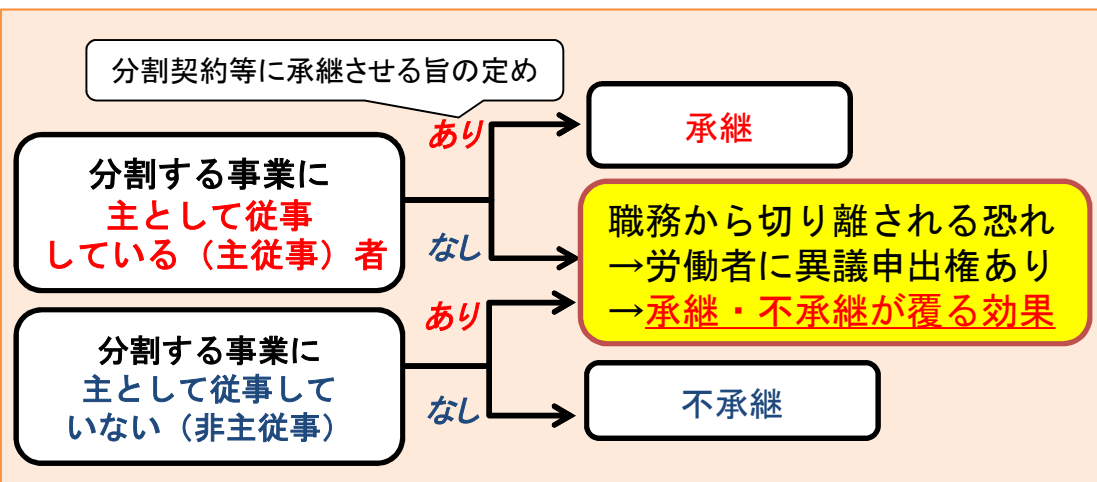 分割契約等に承継させる旨の定め
分割する事業に
主として従事
している（主従事）者
あり
承継
なし
職務から切り離される恐れ
→労働者に異議申出権あり
→承継・不承継が覆る効果
分割する事業に
主として従事して
いない（非主従事）
あり
なし
不承継